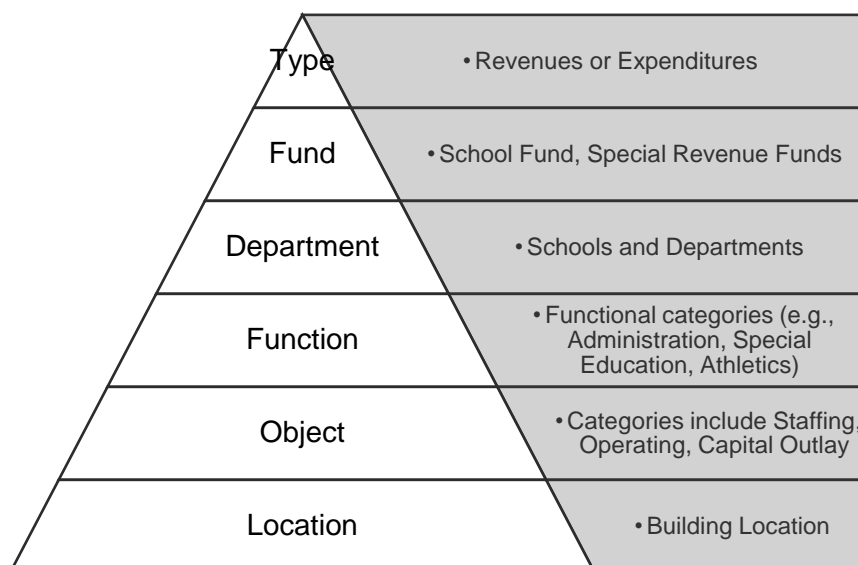 Type
• Revenues or Expenditures
Fund
• School Fund, Special Revenue Funds
Department
• Schools and Departments
Function
• Functional categories (e.g.,
Administration, Special
Education, Athletics)
Object
• Categories include Staffing,
Operating, Capital Outlay
Location
• Building Location